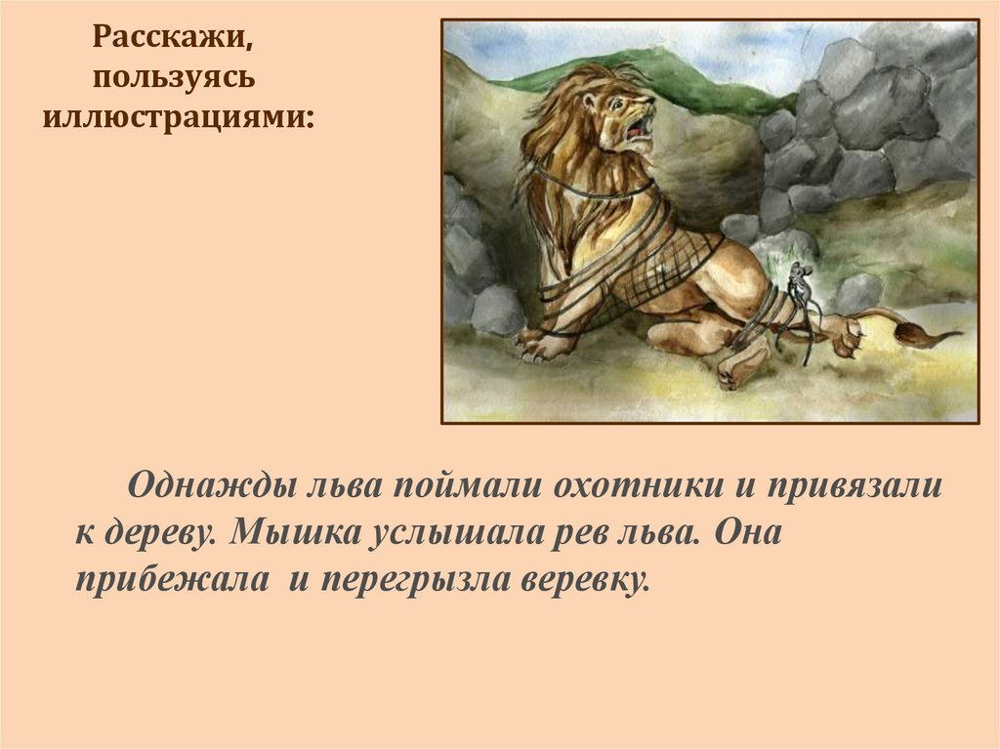 Расскажи,
пользуясь
иллюстрациями:
Однажды льва поймали охотники и привязали
к дереву. Мышка услышала рев льва. Она
прибежала и перегрызла веревку.